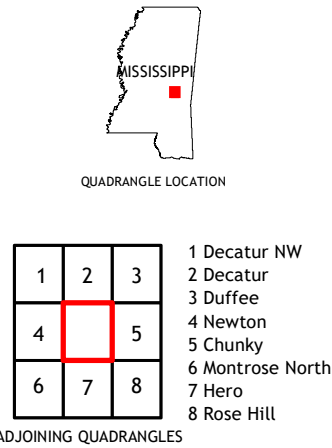 MISSISSIPPI
QUADRANGLE LOCATION
1 2 3
4 5
6 7 8
1 Decatur NW
2 Decatur
3 Duffee
4 Newton
5 Chunky
6 Montrose North
7 Hero
8 Rose Hill
ADJOINING QUADRANGLES